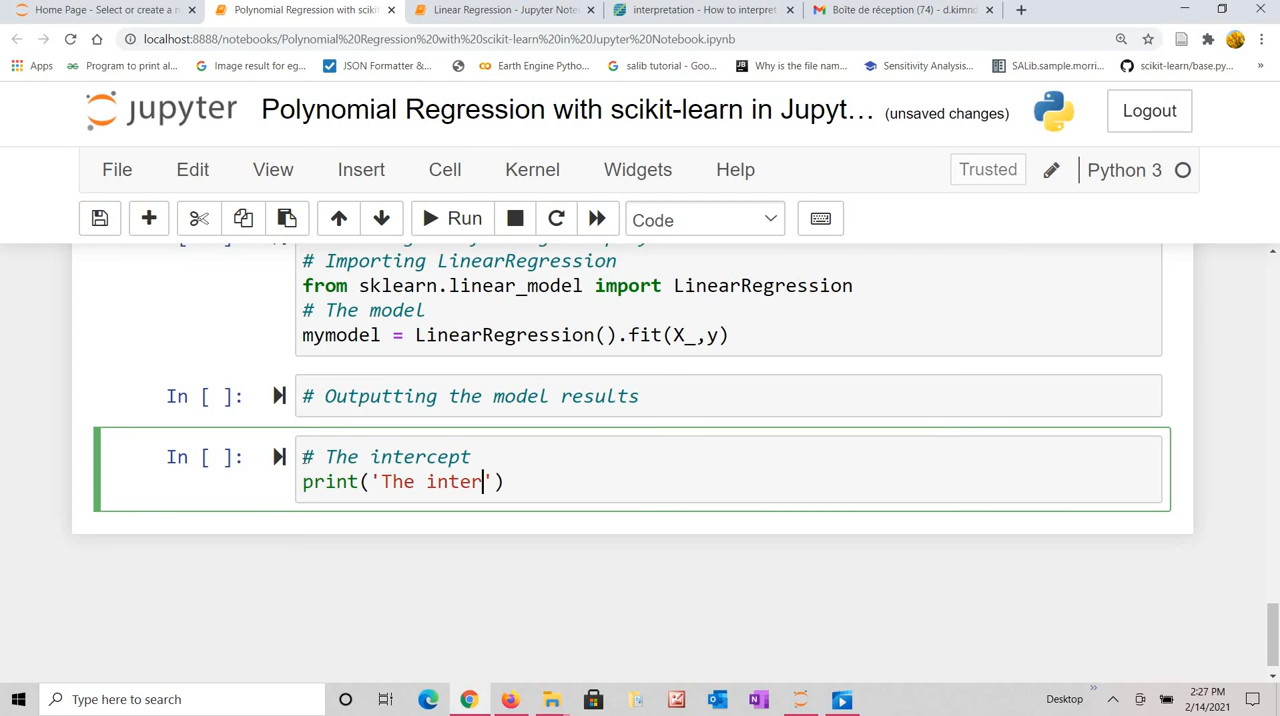 Home Page - Select or create a n
Polynomial Regression with scikit
Linear Regression - Jupyter Note
interpretation - How to interpret
Boîte de réception (74) - d.kimno
localhost:8888/notebooks/Polynomial%20Regression%20with%20scikit-learn%20in%20Jupyter%20Notebook.ipynb
Apps
Program to print al...
Image result for eg...
JSON Formatter &...
Earth Engine Pytho...
salib tutorial - Goo...
Why is the file nam...
Sensitivity Analysis...
SALib.sample.morri...
scikit-learn/base.py...
»
jupyter
Polynomial Regression with scikit-learn in Jupyt... (unsaved changes)
Logout
File Edit View Insert Cell Kernel Widgets Help
Trusted
Python 3
Run
Code
# Importing LinearRegression
from sklearn.linear_model import LinearRegression
# The model
mymodel = LinearRegression().fit(X_,y)
In [ ]: # Outputting the model results
In [ ]: # The intercept
print('The inter')
Type here to search
Desktop
»
2:27 PM
2/14/2021